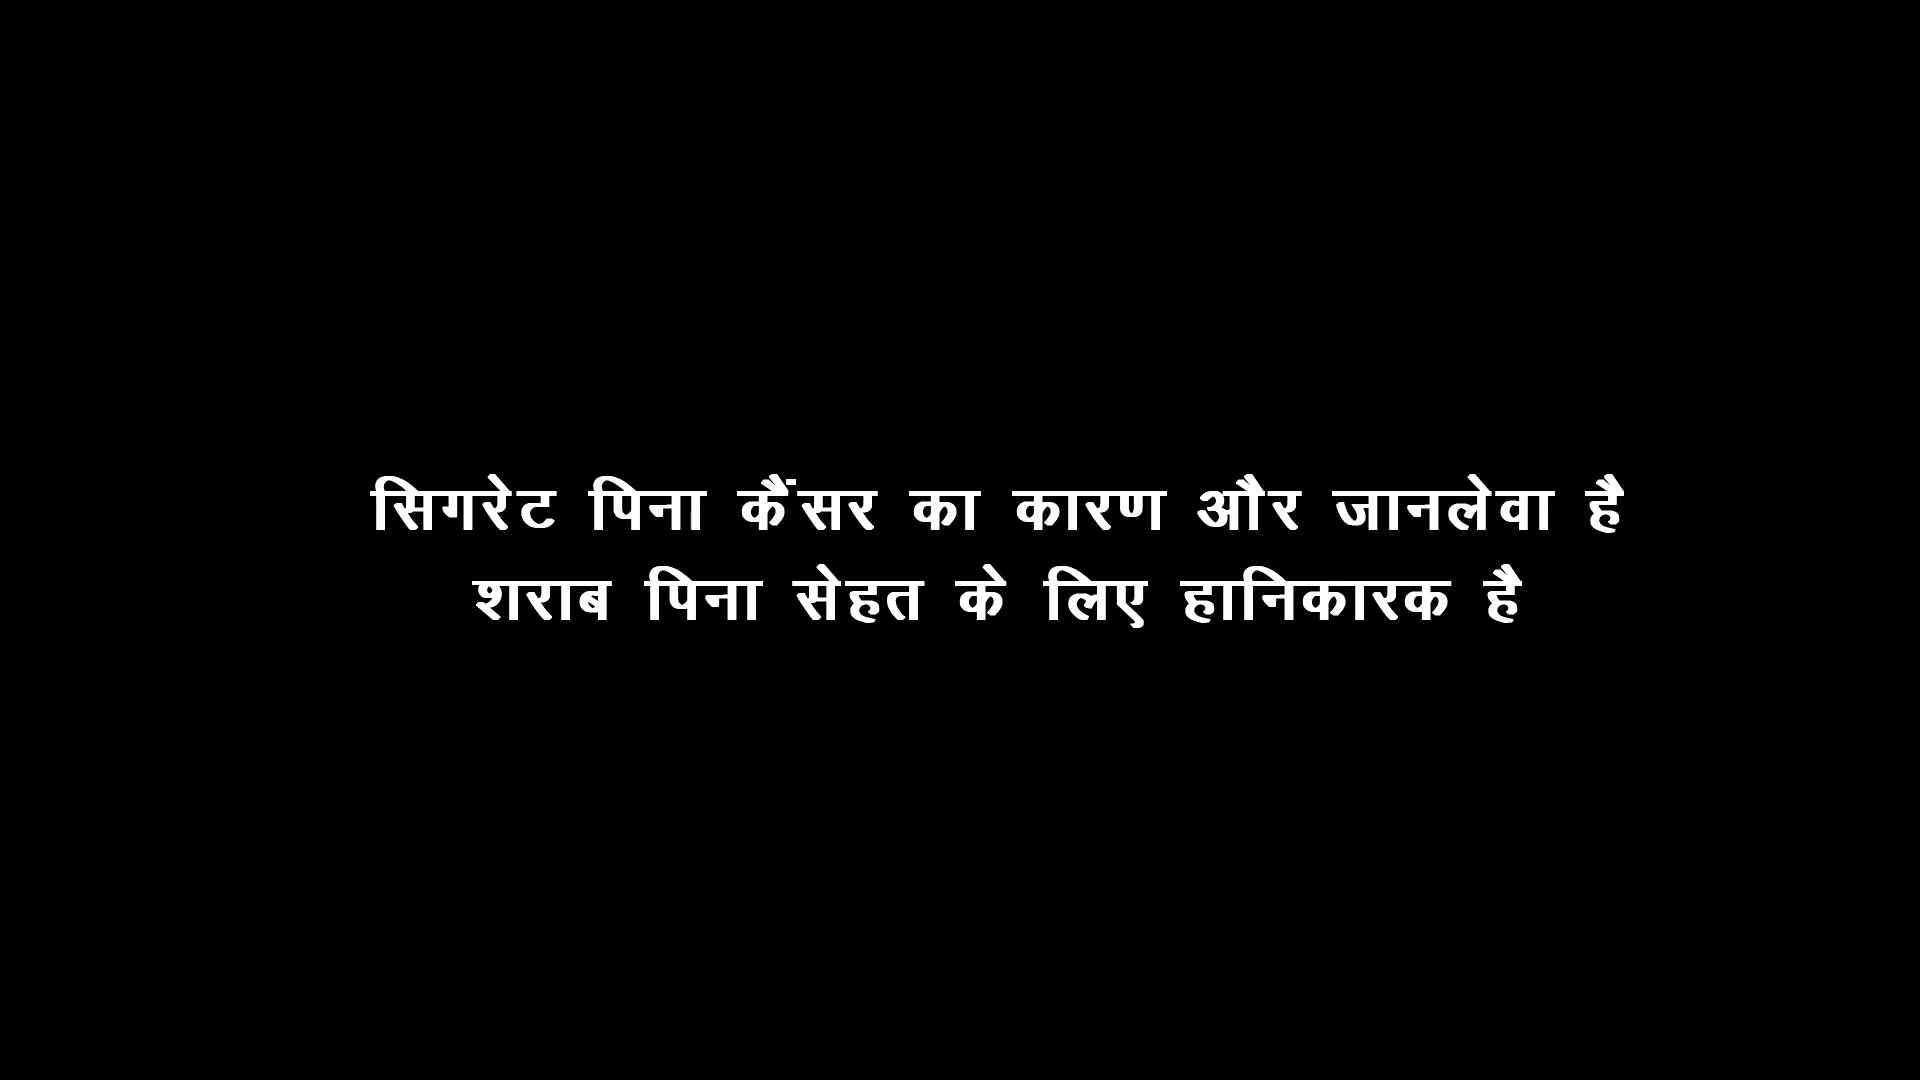 सिगरेट पिना कैंसर का कारण और जानलेवा है
शराब पिना सेहत के लिए हानिकारक है